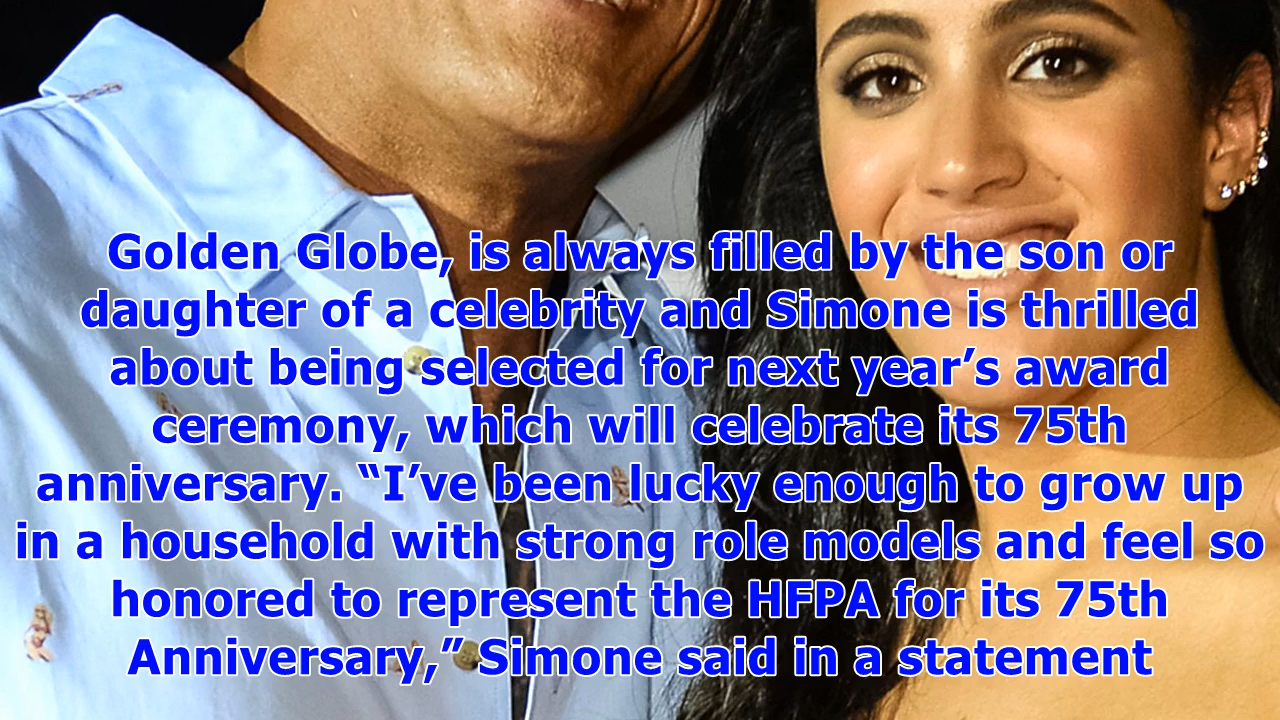 Golden Globe, is always filled by the son or
daughter of a celebrity and Simone is thrilled
about being selected for next year’s award
ceremony, which will celebrate its 75th
anniversary. “I’ve been lucky enough to grow up
in a household with strong role models and feel so
honored to represent the HFPA for its 75th
Anniversary,” Simone said in a statement